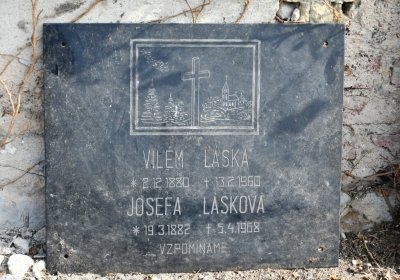 VILÉM LÁSKA
* 2.12.1880 † 13.2.1960
JOSEFA LÁSKOVÁ
* 19.3.1882 † 5.4.1968
VZPOMÍNÁME